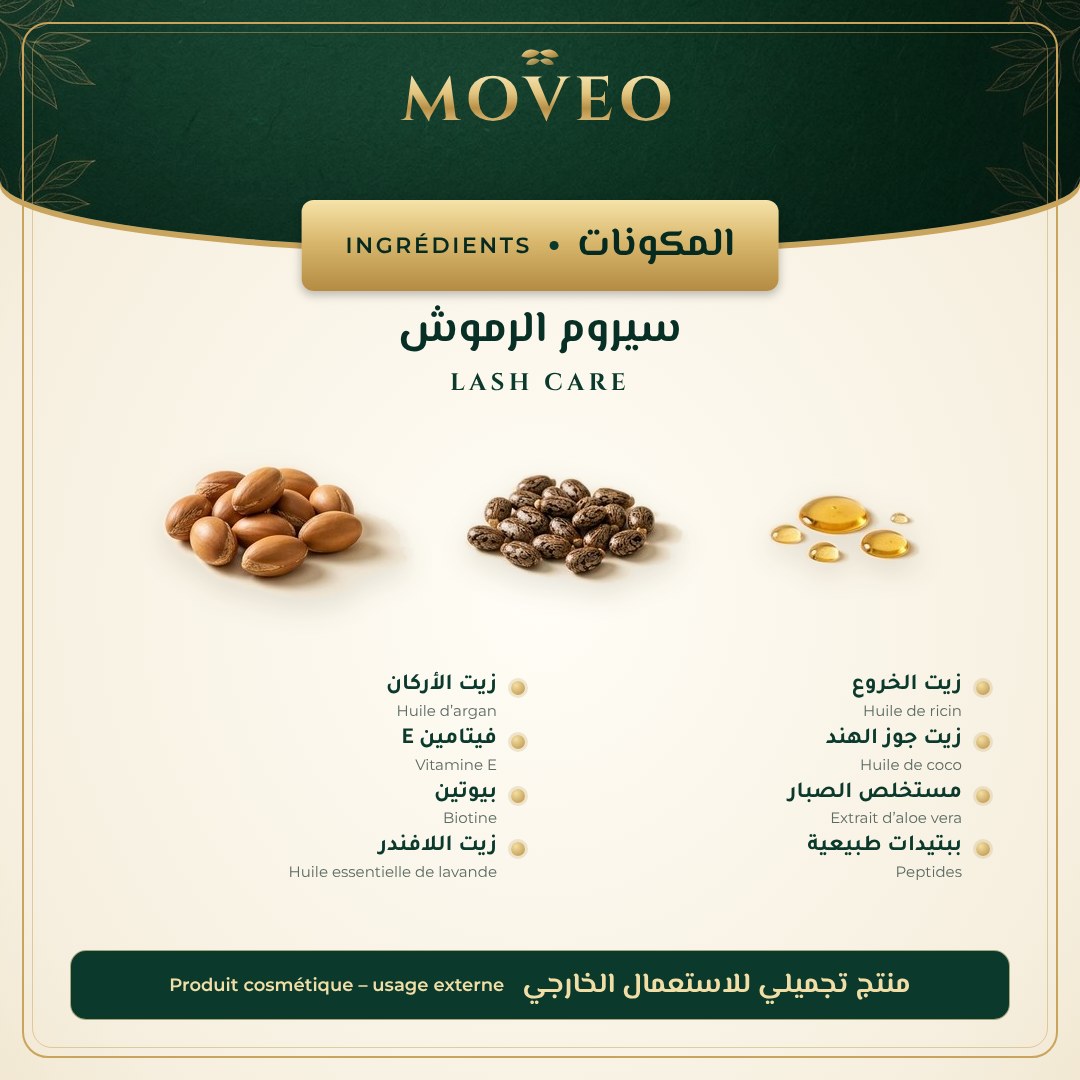 MOVEO
المكونات • INGRÉDIENTS
سيروم الرموش
LASH CARE
زيت الخروع
Huile de ricin
زيت جوز الهند
Huile de coco
مستخلص الصبار
Extrait d’aloe vera
ببتيدات طبيعية
Peptides
زيت الأركان
Huile d’argan
فيتامين E
Vitamine E
بيوتين
Biotine
زيت اللافندر
Huile essentielle de lavande
منتج تجميلي للاستعمال الخارجي Produit cosmétique – usage externe